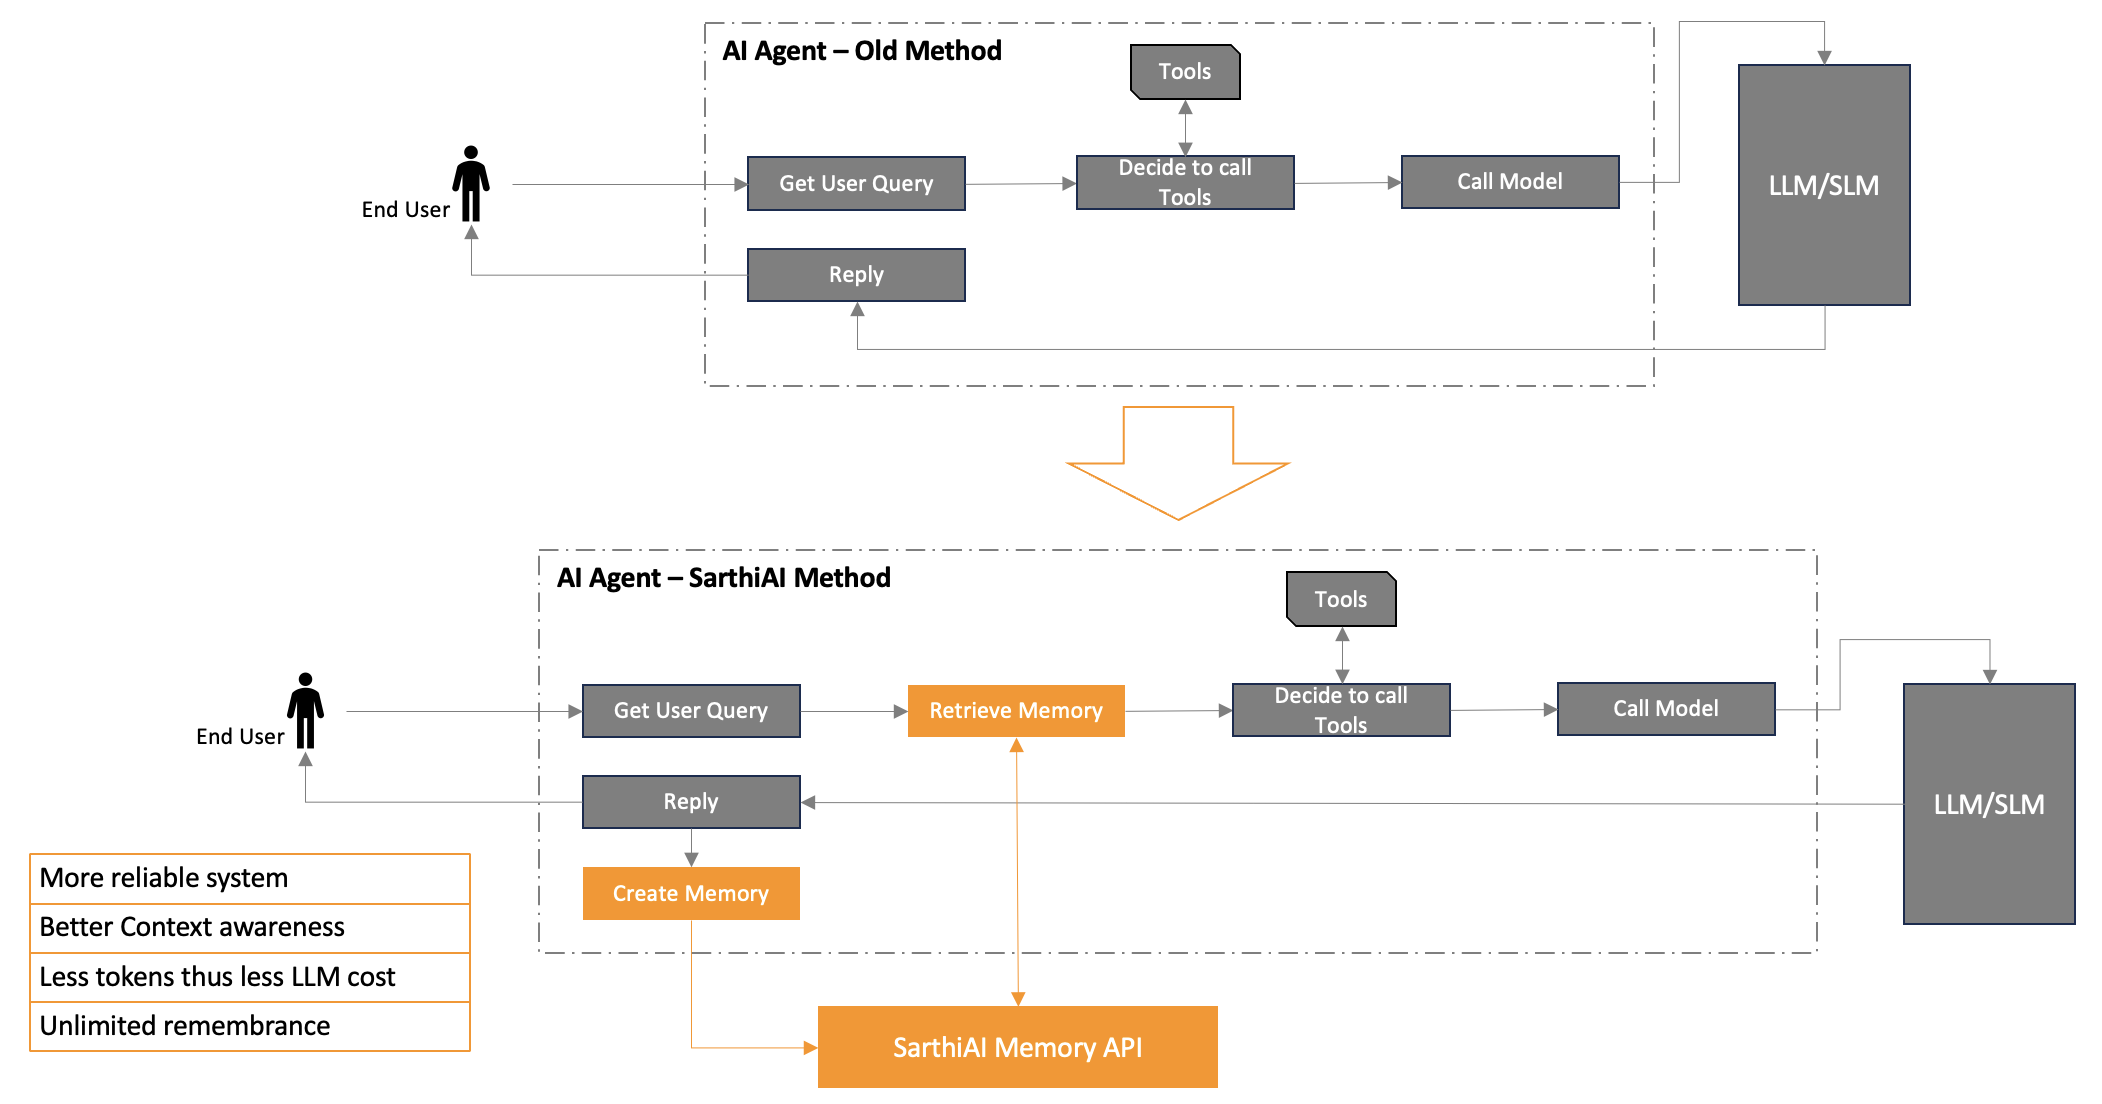 AI Agent – Old Method
Tools
End User
Get User Query
Decide to call
Tools
Call Model
LLM/SLM
Reply
AI Agent – SarthiAI Method
Tools
End User
Get User Query
Retrieve Memory
Decide to call
Tools
Call Model
LLM/SLM
Reply
Create Memory
More reliable system
Better Context awareness
Less tokens thus less LLM cost
Unlimited remembrance
SarthiAI Memory API